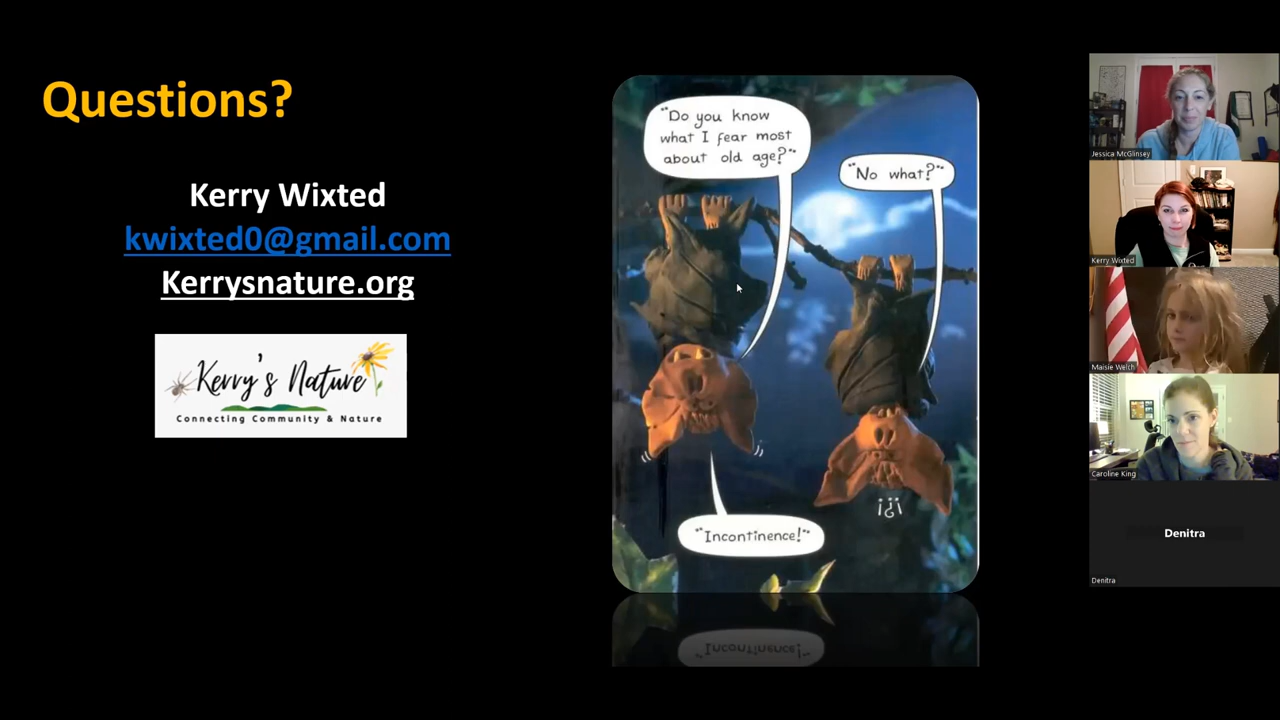 Questions?
Kerry Wixted
kwixted0@gmail.com
Kerrysnature.org
Kerry's Nature
Connecting Community & Nature
"Do you know
what I fear most
about old age?"
"No what?"
"Incontinence!"
Jessica McGlinsey
Kerry Wixted
Maisie Welch
Caroline King
Denitra
Denitra